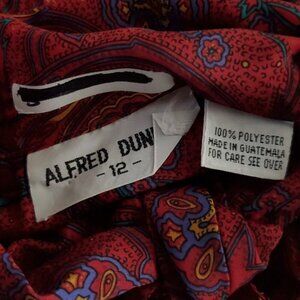 ALFRED DUN
- 12 -
100% POLYESTER
MADE IN GUATEMALA
FOR CARE SEE OVER